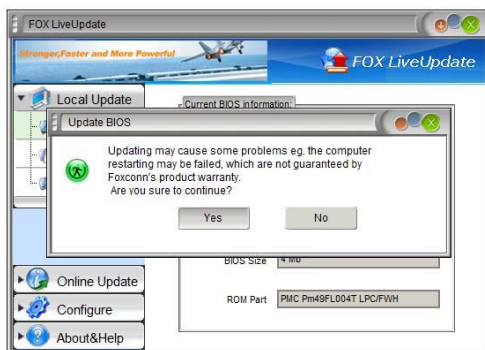 FOX LiveUpdate
Stronger,Faster and More Powerful
FOX LiveUpdate
Local Update
Current BIOS information:
Update BIOS
Updating may cause some problems eg. the computer
restarting may be failed, which are not guaranteed by
Foxconn's product warranty.
Are you sure to continue?
Yes
No
BIOS Size
4 Mb
Online Update
ROM Part
PMC Pm49FL004T LPC/FWH
Configure
About&Help